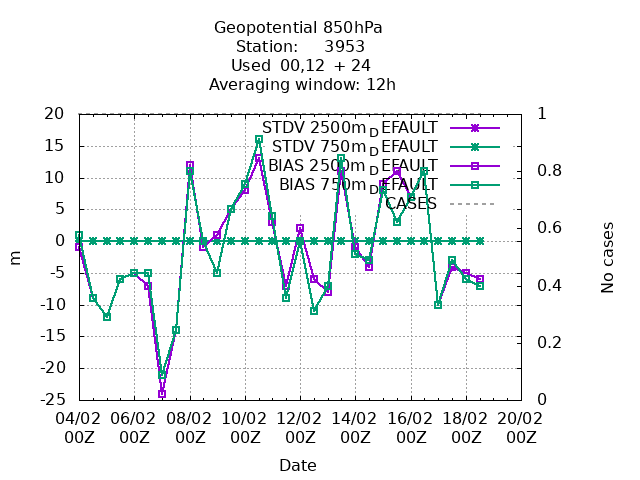 Geopotential 850hPa
Station: 3953
Used 00,12 + 24
Averaging window: 12h
20 1
STDV 2500m_DEFAULT
15
STDV 750m_DEFAULT
BIAS 2500m_DEFAULT
10 0.8
BIAS 750m_DEFAULT
5
CASES
0 0.6
m
No cases
-5
-10 0.4
-15
-20 0.2
-25 0
04/02 06/02 08/02 10/02 12/02 14/02 16/02 18/02 20/02
00Z 00Z 00Z 00Z 00Z 00Z 00Z 00Z 00Z
Date